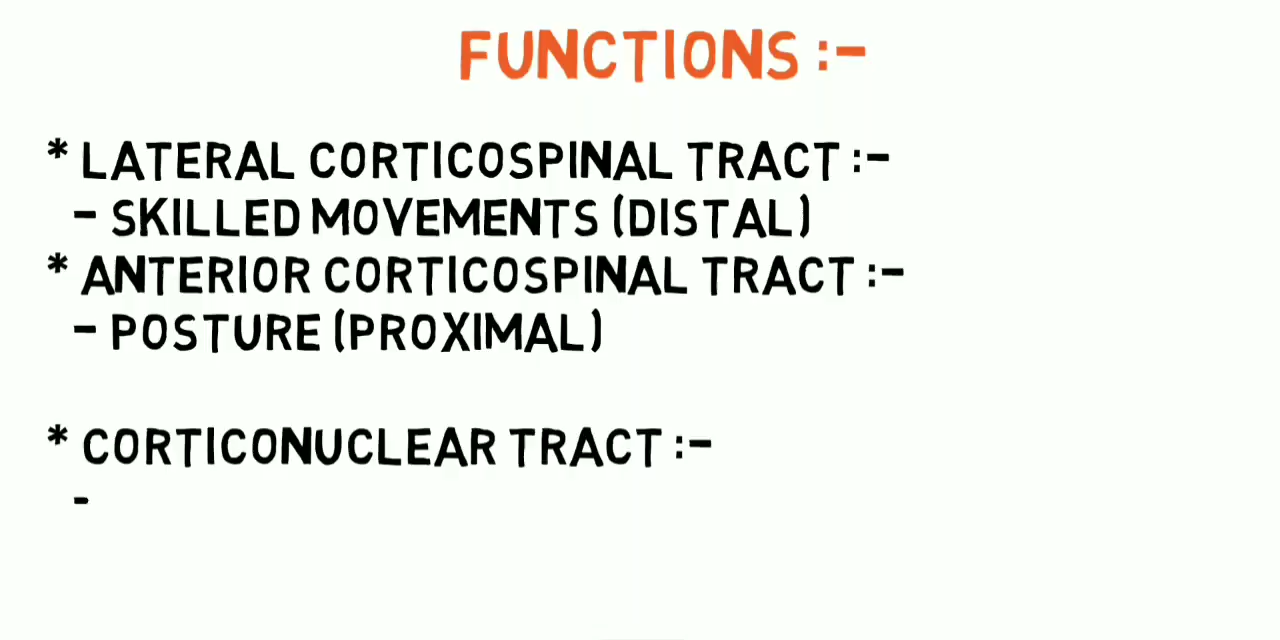 FUNCTIONS :-
* LATERAL CORTICOSPINAL TRACT :-
- SKILLED MOVEMENTS (DISTAL)
* ANTERIOR CORTICOSPINAL TRACT :-
- POSTURE (PROXIMAL)
* CORTICONUCLEAR TRACT :-
-